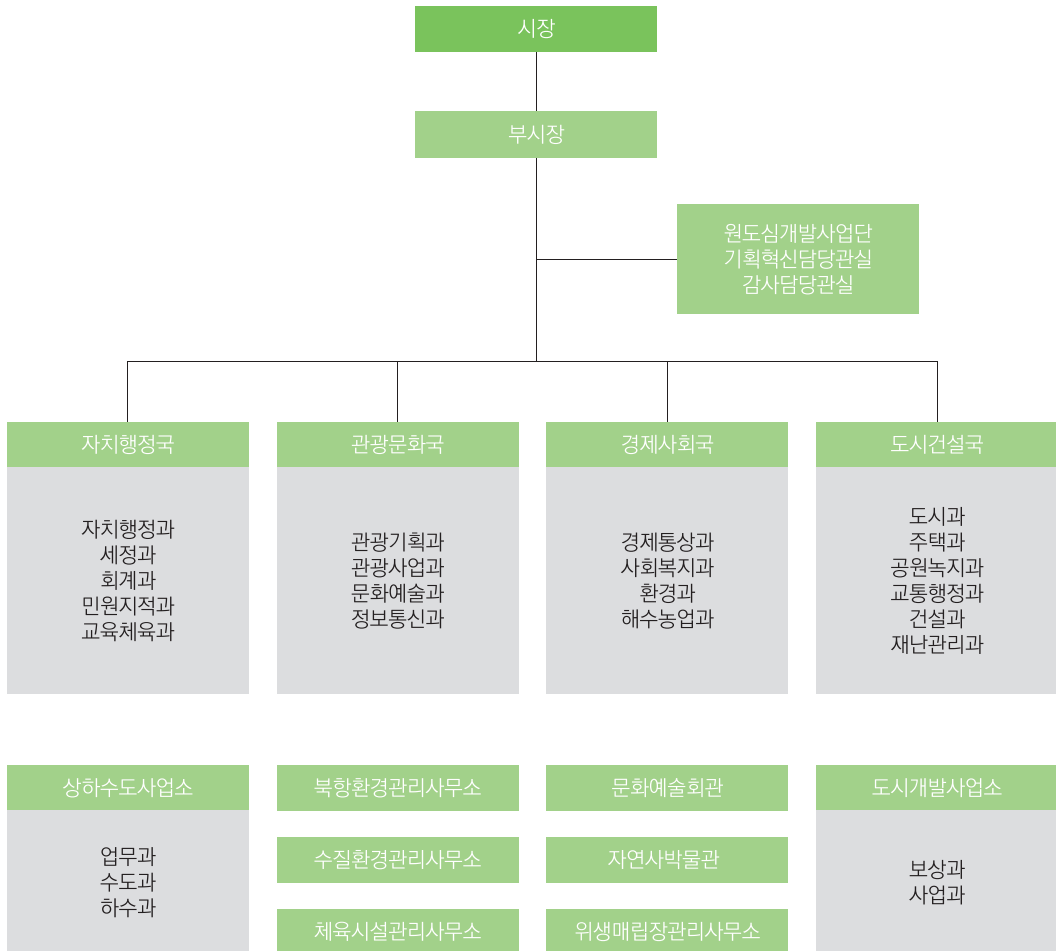 시장
부시장
원도심개발사업단
기획혁신담당관실
감사담당관실
자치행정국
자치행정과
세정과
회계과
민원지적과
교육체육과
관광문화국
관광기획과
관광사업과
문화예술과
정보통신과
경제사회국
경제통상과
사회복지과
환경과
해수농업과
도시건설국
도시과
주택과
공원녹지과
교통행정과
건설과
재난관리과
상하수도사업소
업무과
수도과
하수과
북항환경관리사무소
수질환경관리사무소
체육시설관리사무소
문화예술회관
자연사박물관
위생매립장관리사무소
도시개발사업소
보상과
사업과